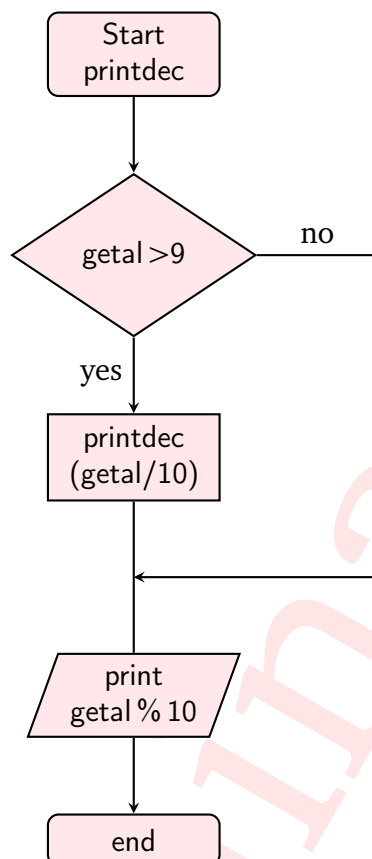 Start
printdec
getal >9
no
yes
printdec
(getal/10)
print
getal % 10
end